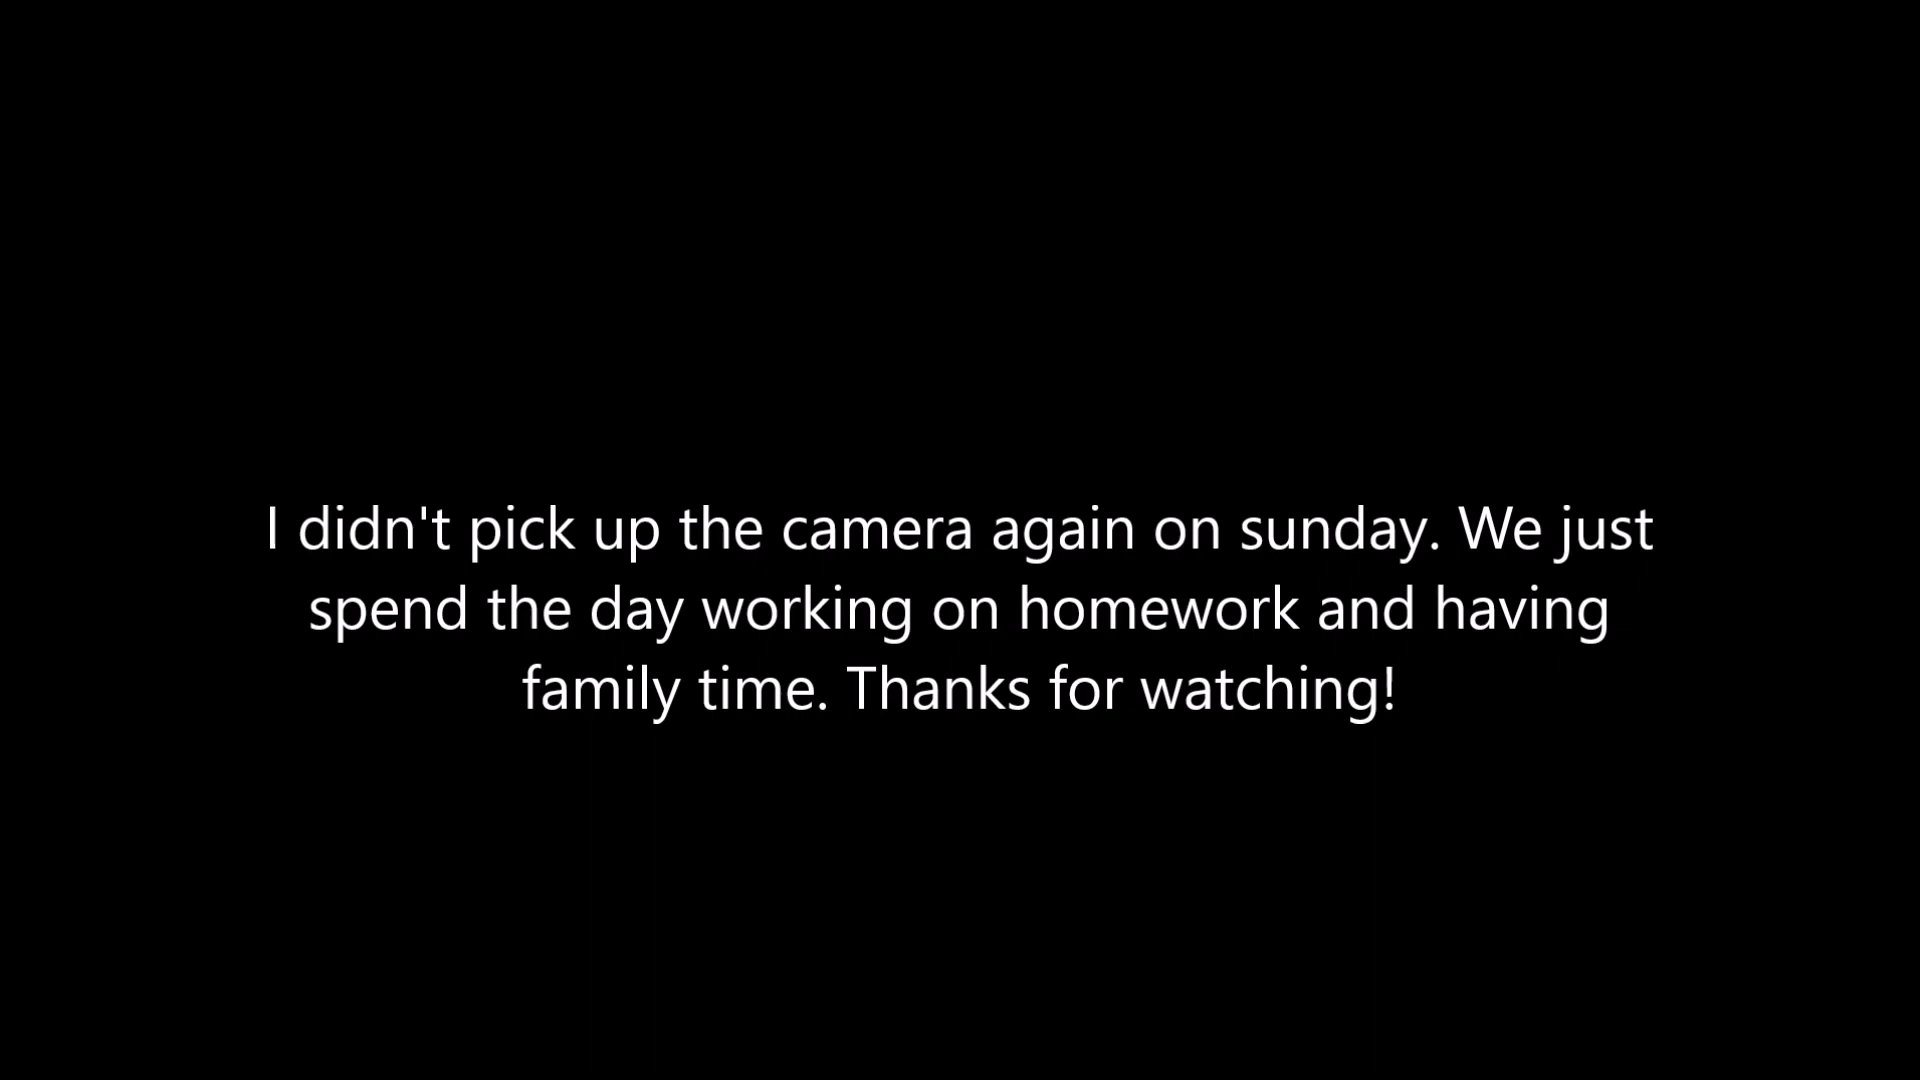 I didn't pick up the camera again on sunday. We just
spend the day working on homework and having
family time. Thanks for watching!